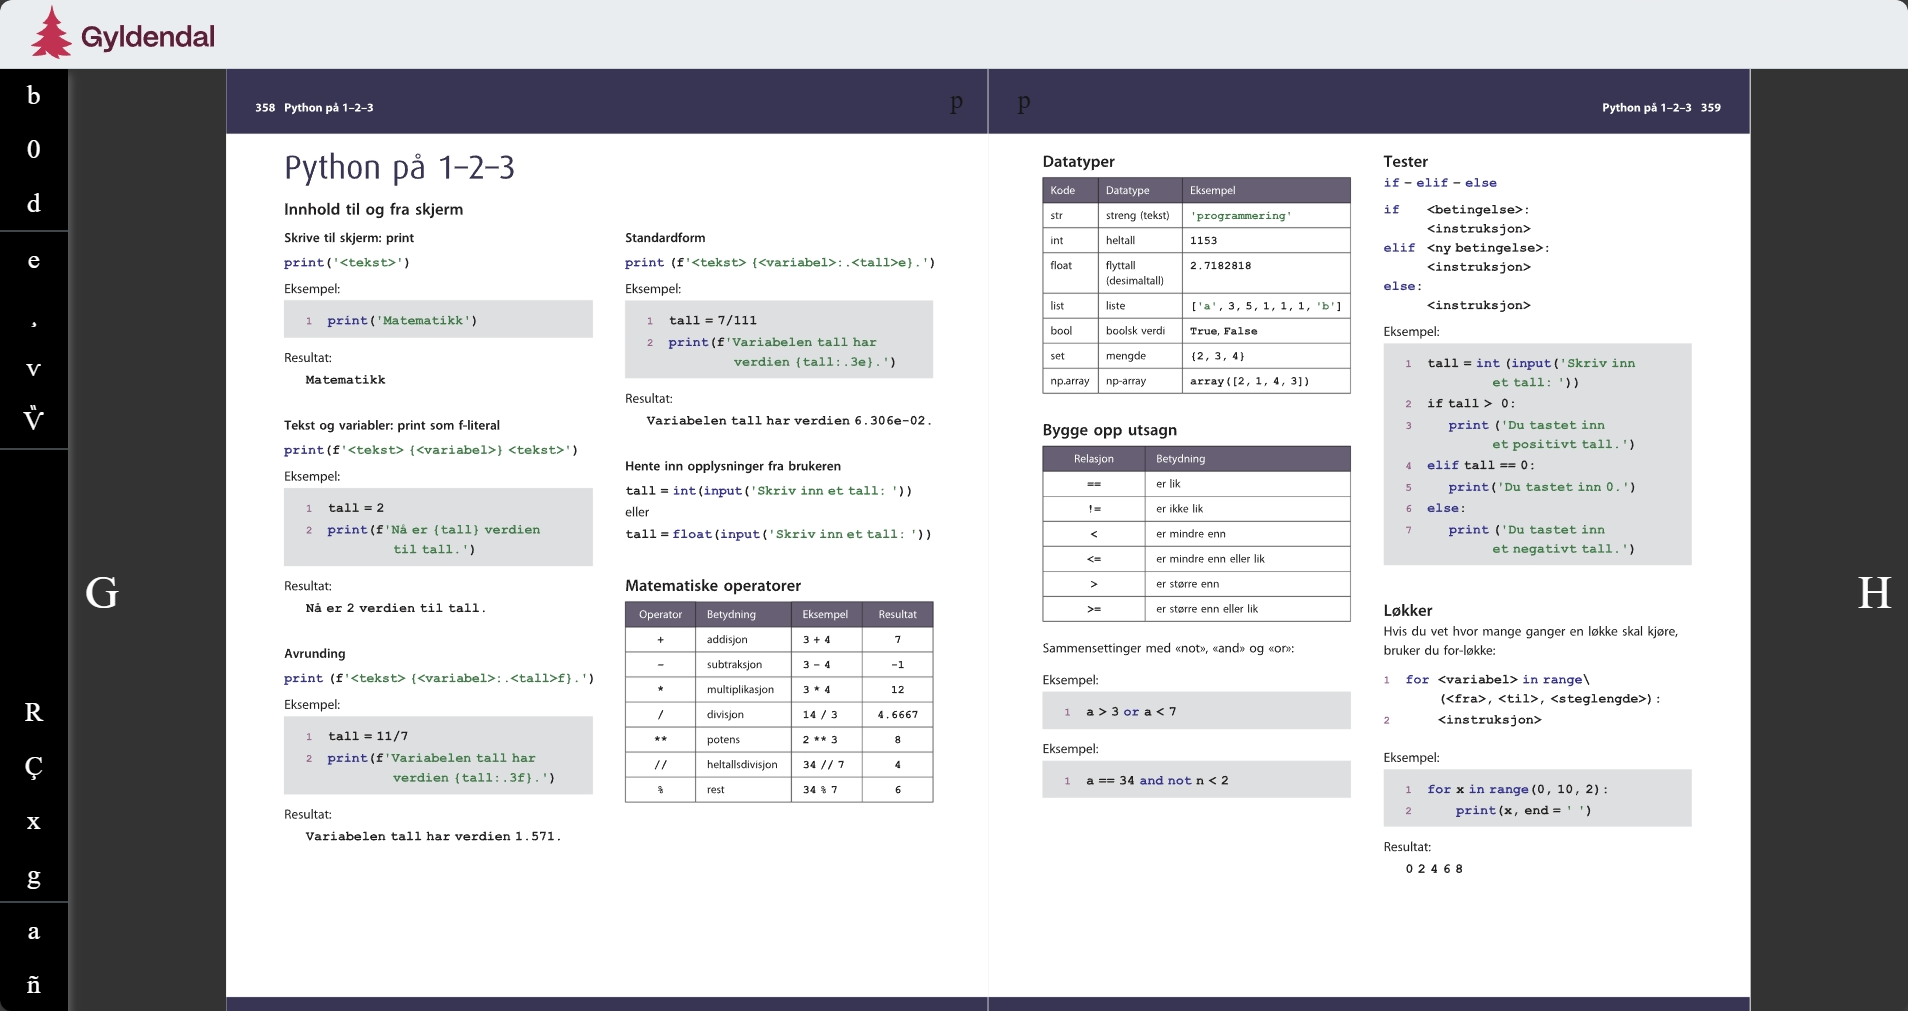 Gyldendal
b
0
d
e
¸
v
R
Ç
x
g
a
ñ
G
H
358 Python på 1–2–3
p
Python på 1–2–3
Innhold til og fra skjerm
Skrive til skjerm: print
print('<tekst>')
Eksempel:
1 print('Matematikk')
Resultat:
Matematikk
Tekst og variabler: print som f-literal
print(f'<tekst> {<variabel>} <tekst>')
Eksempel:
1 tall = 2
2 print(f'Nå er {tall} verdien
til tall.')
Resultat:
Nå er 2 verdien til tall.
Avrunding
print (f'<tekst> {<variabel>:.<tall>f}.')
Eksempel:
1 tall = 11/7
2 print(f'Variabelen tall har
verdien {tall:.3f}.')
Resultat:
Variabelen tall har verdien 1.571.
Standardform
print (f'<tekst> {<variabel>:.<tall>e}.')
Eksempel:
1 tall = 7/111
2 print(f'Variabelen tall har
verdien {tall:.3e}.')
Resultat:
Variabelen tall har verdien 6.306e-02.
Hente inn opplysninger fra brukeren
tall = int(input('Skriv inn et tall: '))
eller
tall = float(input('Skriv inn et tall: '))
Matematiske operatorer
Operator Betydning Eksempel Resultat
+ addisjon 3 + 4 7
– subtraksjon 3 – 4 –1
* multiplikasjon 3 * 4 12
/ divisjon 14 / 3 4.6667
** potens 2 ** 3 8
// heltallsdivisjon 34 // 7 4
% rest 34 % 7 6
p
Python på 1–2–3 359
Datatyper
Kode Datatype Eksempel
str streng (tekst) 'programmering'
int heltall 1153
float flyttall 2.7182818
(desimaltall)
list liste ['a', 3, 5, 1, 1, 1, 'b']
bool boolsk verdi True, False
set mengde {2, 3, 4}
np.array np-array array([2, 1, 4, 3])
Bygge opp utsagn
Relasjon Betydning
== er lik
!= er ikke lik
< er mindre enn
<= er mindre enn eller lik
> er større enn
>= er større enn eller lik
Sammensettinger med «not», «and» og «or»:
Eksempel:
1 a > 3 or a < 7
Eksempel:
1 a == 34 and not n < 2
Tester
if – elif – else
if <betingelse>:
<instruksjon>
elif <ny betingelse>:
<instruksjon>
else:
<instruksjon>
Eksempel:
1 tall = int (input('Skriv inn
et tall: '))
2 if tall > 0:
3 print ('Du tastet inn
et positivt tall.')
4 elif tall == 0:
5 print('Du tastet inn 0.')
6 else:
7 print ('Du tastet inn
et negativt tall.')
Løkker
Hvis du vet hvor mange ganger en løkke skal kjøre,
bruker du for-løkke:
1 for <variabel> in range\
(<fra>, <til>, <steglengde>):
2 <instruksjon>
Eksempel:
1 for x in range(0, 10, 2):
2 print(x, end = ' ')
Resultat:
0 2 4 6 8